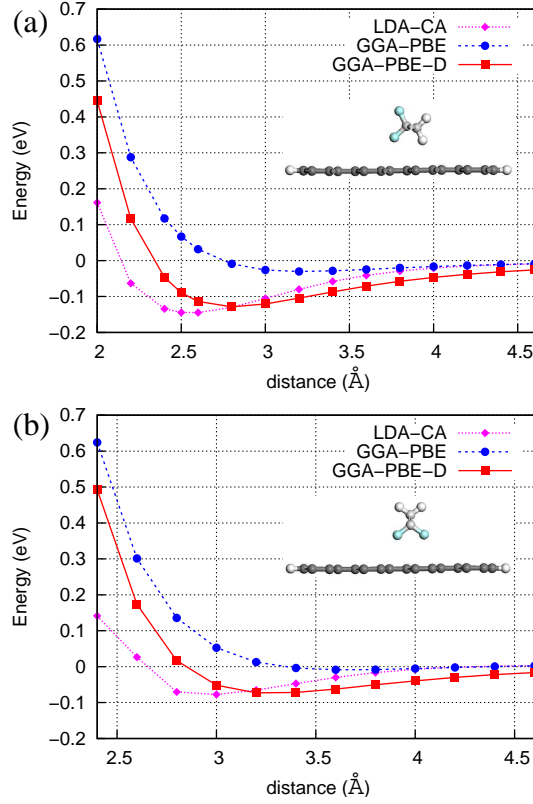 (a)
LDA−CA
GGA−PBE
GGA−PBE−D
Energy (eV)
0.7
0.6
0.5
0.4
0.3
0.2
0.1
0
−0.1
−0.2
2 2.5 3 3.5 4 4.5
distance (Å)
(b)
LDA−CA
GGA−PBE
GGA−PBE−D
Energy (eV)
0.7
0.6
0.5
0.4
0.3
0.2
0.1
0
−0.1
−0.2
2.5 3 3.5 4 4.5
distance (Å)